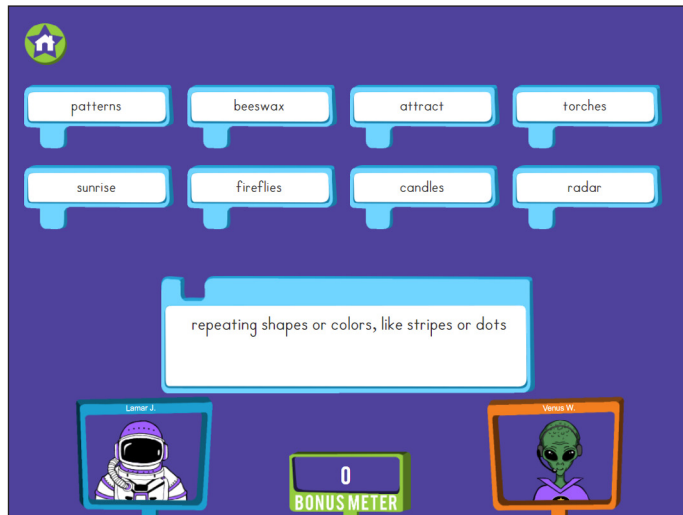 patterns
beeswax
attract
torches
sunrise
fireflies
candles
radar
repeating shapes or colors, like stripes or dots
Lamar J.
Venus W.
0
BONUS METER